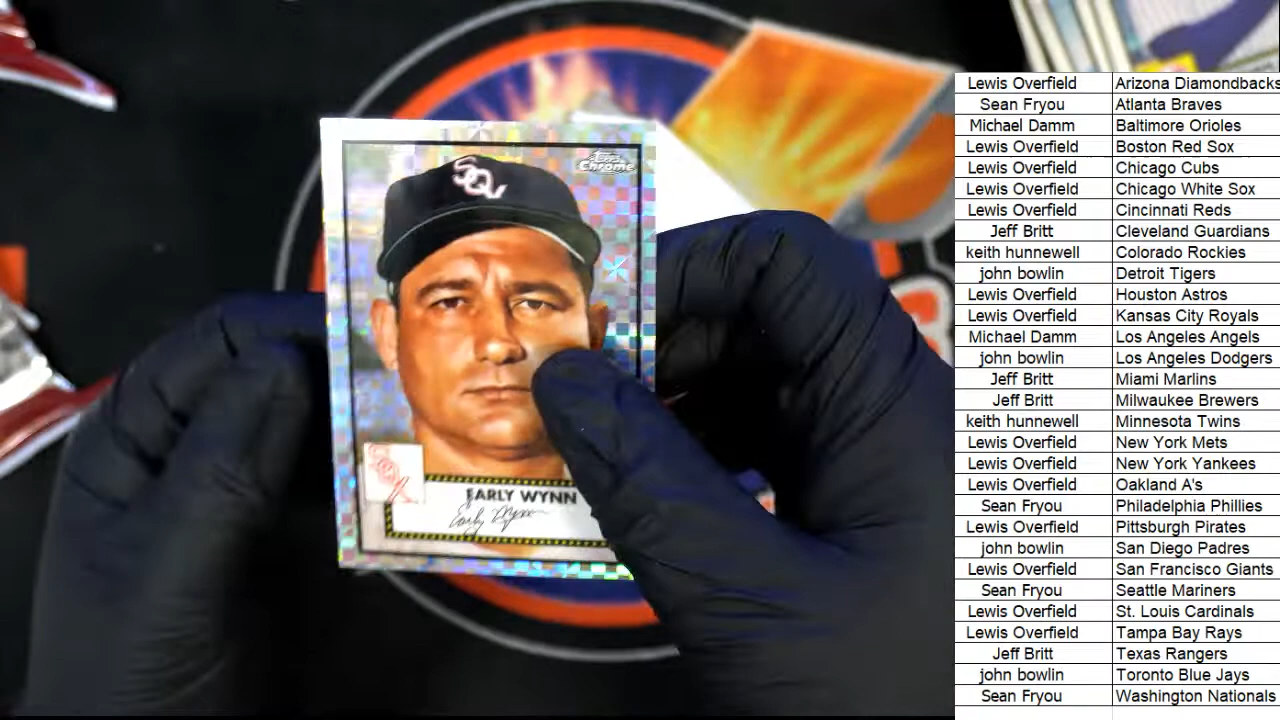 SOX
Topps
Chrome
SOX
EARLY WYNN
Early Wynn
Lewis Overfield Arizona Diamondbacks
Sean Fryou Atlanta Braves
Michael Damm Baltimore Orioles
Lewis Overfield Boston Red Sox
Lewis Overfield Chicago Cubs
Lewis Overfield Chicago White Sox
Lewis Overfield Cincinnati Reds
Jeff Britt Cleveland Guardians
keith hunnewell Colorado Rockies
john bowlin Detroit Tigers
Lewis Overfield Houston Astros
Lewis Overfield Kansas City Royals
Michael Damm Los Angeles Angels
john bowlin Los Angeles Dodgers
Jeff Britt Miami Marlins
Jeff Britt Milwaukee Brewers
keith hunnewell Minnesota Twins
Lewis Overfield New York Mets
Lewis Overfield New York Yankees
Lewis Overfield Oakland A's
Sean Fryou Philadelphia Phillies
Lewis Overfield Pittsburgh Pirates
john bowlin San Diego Padres
Lewis Overfield San Francisco Giants
Sean Fryou Seattle Mariners
Lewis Overfield St. Louis Cardinals
Lewis Overfield Tampa Bay Rays
Jeff Britt Texas Rangers
john bowlin Toronto Blue Jays
Sean Fryou Washington Nationals